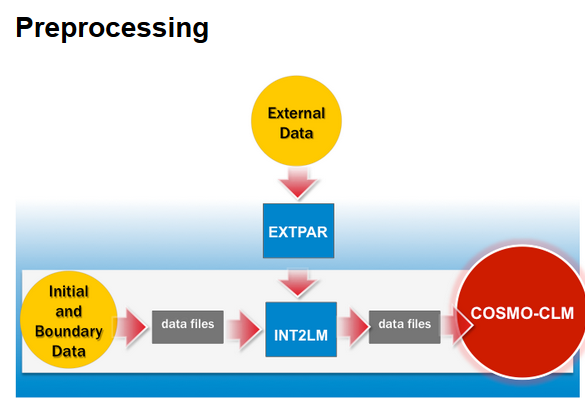 Preprocessing
External
Data
EXTPAR
Initial
and
Boundary
Data
data files
INT2LM
data files
COSMO-CLM